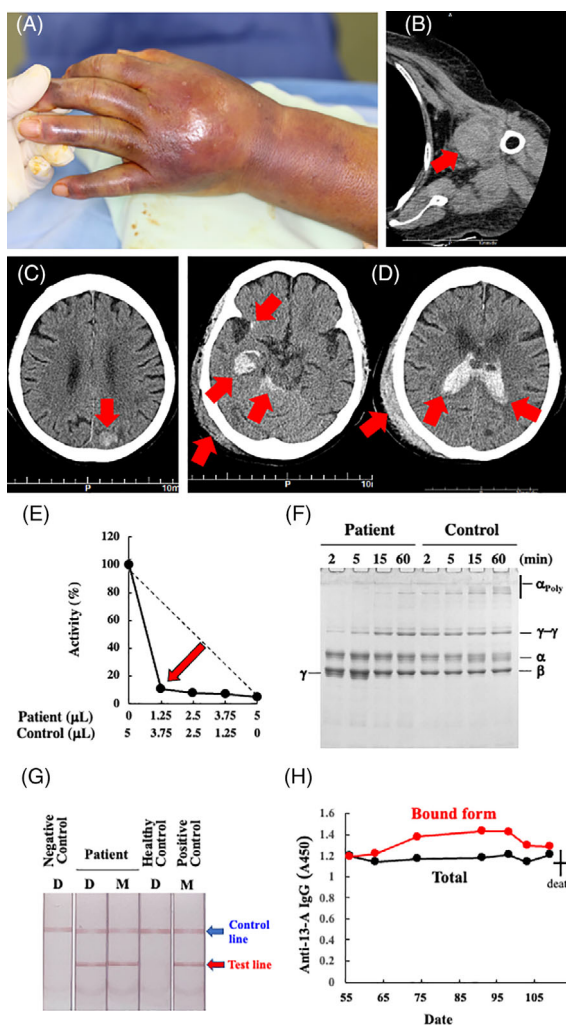 (A)
(B)
A
P
(C)
(D)
P
10m
P
10
P
10m
(E)
Activity (%)
120
100
80
60
40
20
0
0 1.25 2.5 3.75 5
Patient (μL)
5 3.75 2.5 1.25 0
Control (μL)
(F)
Patient Control
2 5 15 60 2 5 15 60 (min)
αPoly
γ-γ
α
γ
β
(G)
Negative Control
Patient
Healthy Control
Positive Control
D D M D M
Control line
Test line
(H)
Anti-13-A IgG (A450)
1.6
1.4
1.2
1
0.8
0.6
0.4
0.2
0
Bound form
Total
death
55 65 75 85 95 105
Date